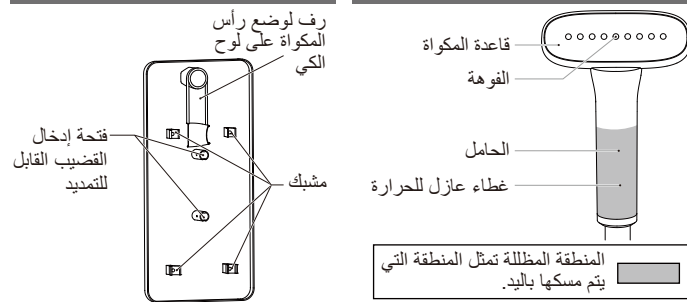 قاعدة المكواة
الفوهة
الحامل
غطاء عازل للحرارة
المنطقة المظللة تمثل المنطقة التي
يتم مسكها باليد.
رف لوضع رأس
المكواة على لوح
الكي
فتحة إدخال
القضيب القابل
للتمديد
مشبك